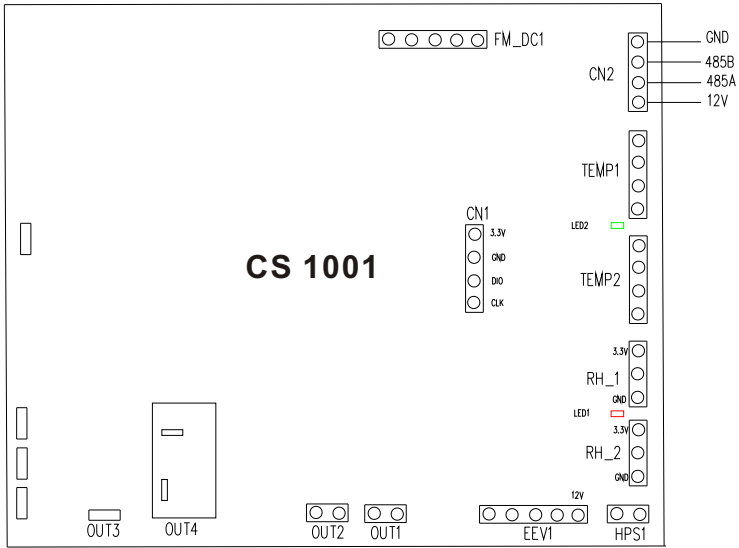 FM_DC1
GND
485B
CN2
485A
12V
TEMP1
CN1
LED2
3.3V
GND
CS 1001
DIO
TEMP2
CLK
3.3V
RH_1
GND
LED1
3.3V
RH_2
GND
12V
OUT3
OUT4
OUT2
OUT1
EEV1
HPS1